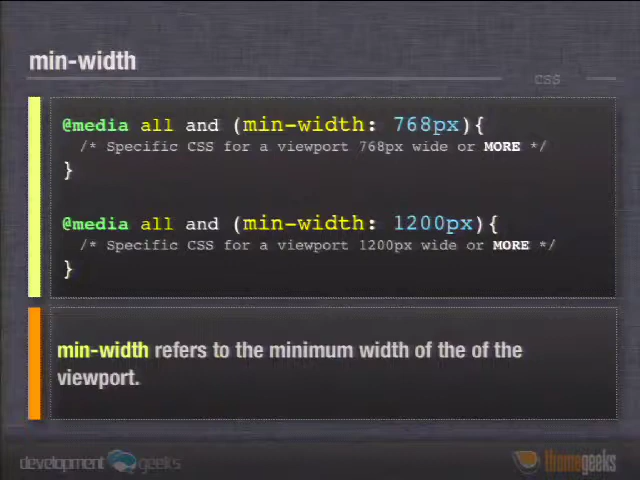 min-width
CSS
@media all and (min-width: 768px){
/* Specific CSS for a viewport 768px wide or MORE */
}
@media all and (min-width: 1200px){
/* Specific CSS for a viewport 1200px wide or MORE */
}
min-width refers to the minimum width of the of the
viewport.
development geeks
themegeeks